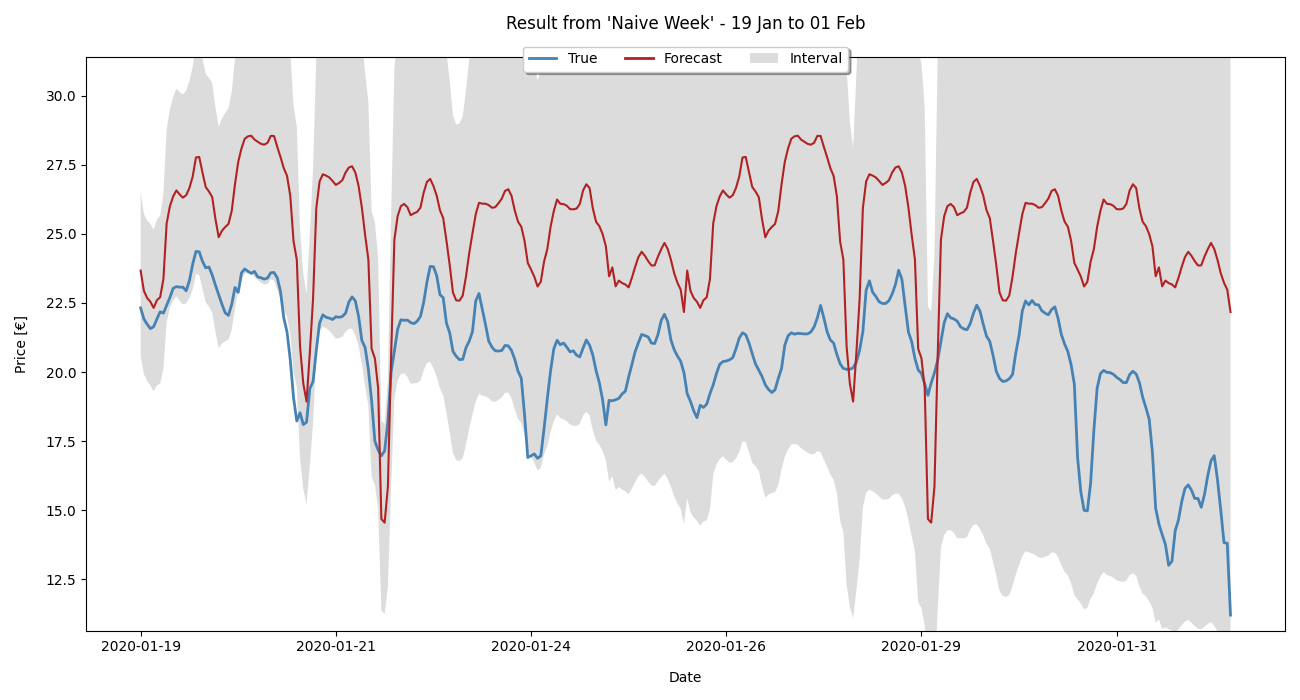 Result from 'Naive Week' - 19 Jan to 01 Feb
True Forecast Interval
30.0
27.5
25.0
22.5
20.0
17.5
15.0
12.5
Price [€]
2020-01-19 2020-01-21 2020-01-24 2020-01-26 2020-01-29 2020-01-31
Date